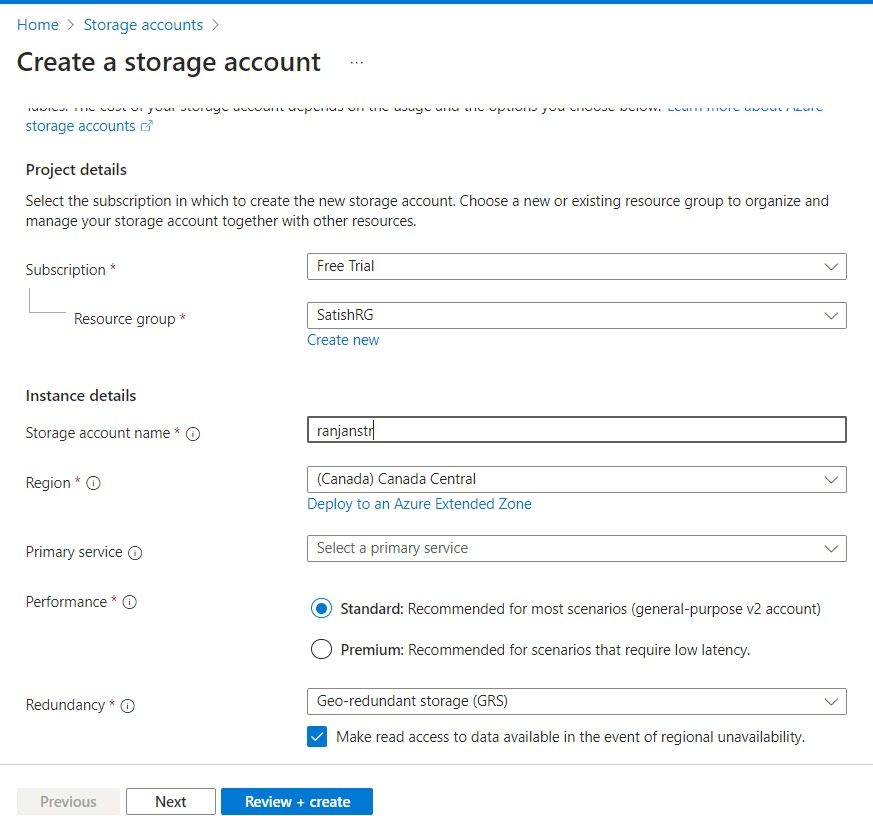 Home > Storage accounts >
Create a storage account ...
Tables. The cost of your storage account depends on the usage and the options you choose below. Learn more about Azure
storage accounts
Project details
Select the subscription in which to create the new storage account. Choose a new or existing resource group to organize and
manage your storage account together with other resources.
Subscription *
Free Trial
Resource group *
SatishRG
Create new
Instance details
Storage account name *
ranjanstr
Region *
(Canada) Canada Central
Deploy to an Azure Extended Zone
Primary service
Select a primary service
Performance *
Standard: Recommended for most scenarios (general-purpose v2 account)
Premium: Recommended for scenarios that require low latency.
Redundancy *
Geo-redundant storage (GRS)
Make read access to data available in the event of regional unavailability.
Previous
Next
Review + create